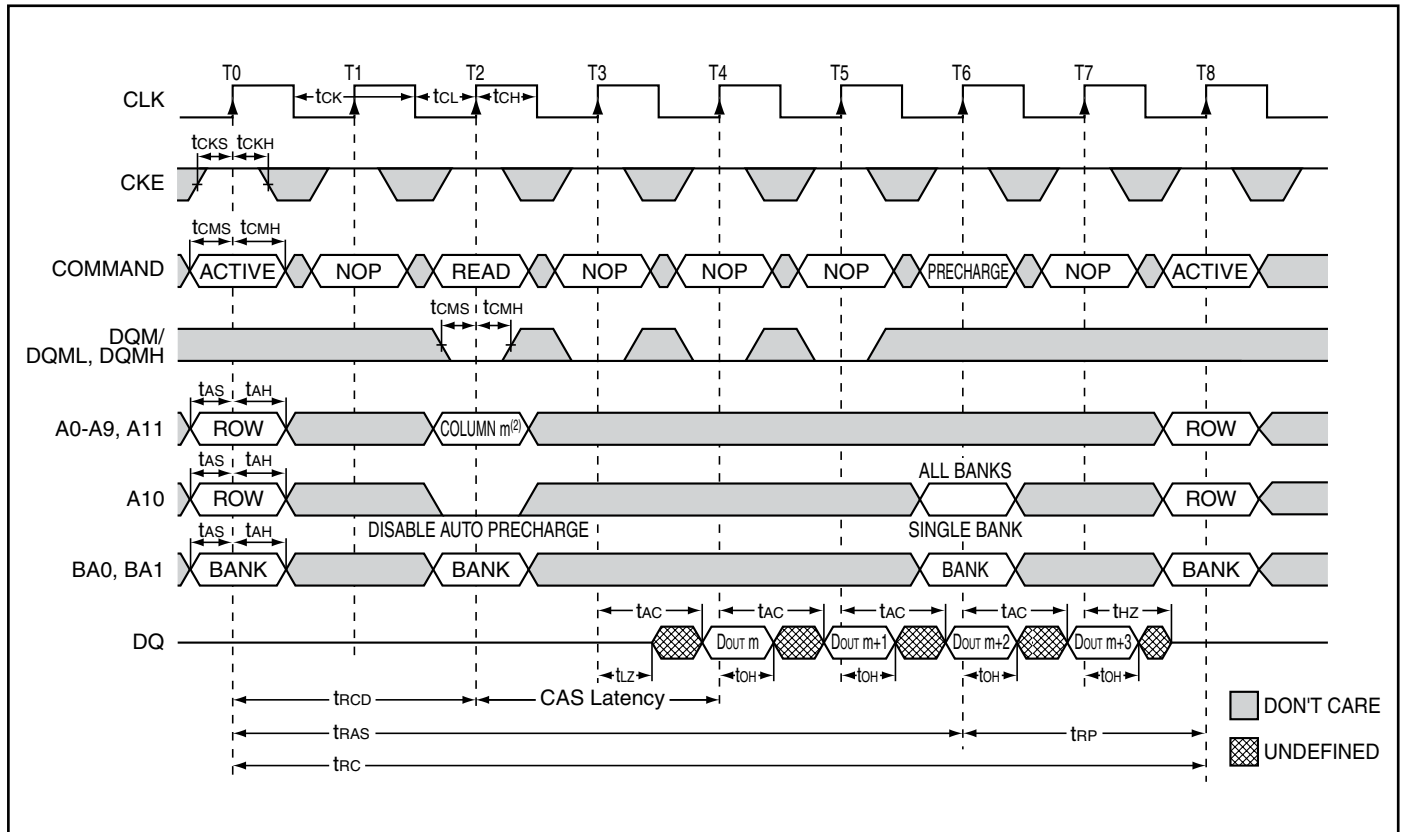 T0 T1 T2 T3 T4 T5 T6 T7 T8
CLK
tCK tCL tCH
tCKS tCKH
CKE
tCMS tCMH
COMMAND ACTIVE NOP READ NOP NOP NOP PRECHARGE NOP ACTIVE
tCMS tCMH
DQM/
DQML, DQMH
tAS tAH
A0-A9, A11 ROW COLUMN m(2) ROW
tAS tAH
ALL BANKS
A10 ROW ROW
DISABLE AUTO PRECHARGE SINGLE BANK
tAS tAH
BA0, BA1 BANK BANK BANK BANK
tAC tAC tAC tAC tHZ
DQ DOUT m DOUT m+1 DOUT m+2 DOUT m+3
tLZ tOH tOH tOH tOH
tRCD CAS Latency
DON'T CARE
tRAS tRP
UNDEFINED
tRC